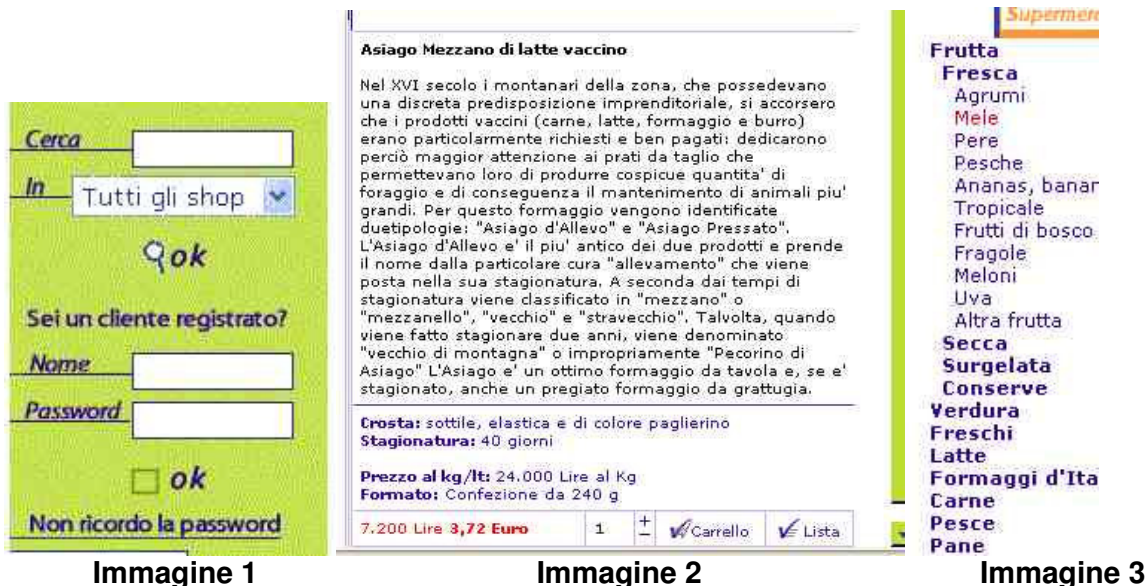 Cerca
In
Tutti gli shop
ok
Sei un cliente registrato?
Nome
Password
ok
Non ricordo la password
Immagine 1
Asiago Mezzano di latte vaccino
Nel XVI secolo i montanari della zona, che possedevano
una discreta predisposizione imprenditoriale, si accorsero
che i prodotti vaccini (carne, latte, formaggio e burro)
erano particolarmente richiesti e ben pagati: dedicarono
perciò maggior attenzione ai prati da taglio che
permettevano loro di produrre cospicue quantita' di
foraggio e di conseguenza il mantenimento di animali piu'
grandi. Per questo formaggio vengono identificate
duetipologie: "Asiago d'Allevo" e "Asiago Pressato".
L'Asiago d'Allevo e' il piu' antico dei due prodotti e prende
il nome dalla particolare cura "allevamento" che viene
posta nella sua stagionatura. A seconda dai tempi di
stagionatura viene classificato in "mezzano" o
"mezzanello", "vecchio" e "stravecchio". Talvolta, quando
viene fatto stagionare due anni, viene denominato
"vecchio di montagna" o impropriamente "Pecorino di
Asiago" L'Asiago e' un ottimo formaggio da tavola e, se e'
stagionato, anche un pregiato formaggio da grattugia.
Crosta: sottile, elastica e di colore paglierino
Stagionatura: 40 giorni
Prezzo al kg/lt: 24.000 Lire al Kg
Formato: Confezione da 240 g
7.200 Lire 3,72 Euro 1 + - Carrello Lista
Immagine 2
Supermerc
Frutta
Fresca
Agrumi
Mele
Pere
Pesche
Ananas, banan
Tropicale
Frutti di bosco
Fragole
Meloni
Uva
Altra frutta
Secca
Surgelata
Conserve
Verdura
Freschi
Latte
Formaggi d'Ita
Carne
Pesce
Pane
Immagine 3